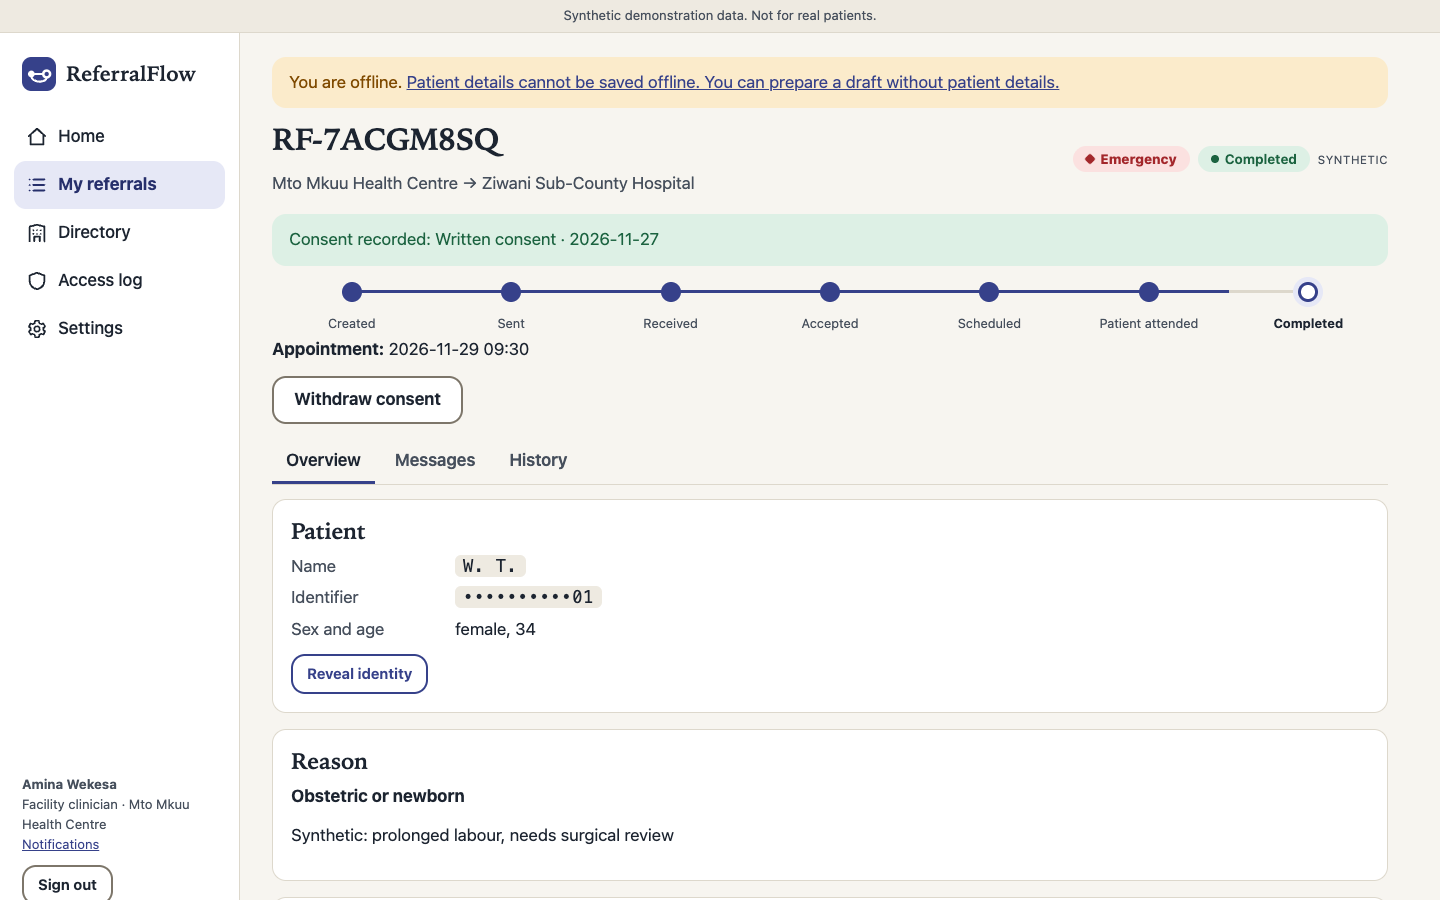 Synthetic demonstration data. Not for real patients.
ReferralFlow
Home
My referrals
Directory
Access log
Settings
Amina Wekesa
Facility clinician · Mto Mkuu
Health Centre
Notifications
Sign out
You are offline. Patient details cannot be saved offline. You can prepare a draft without patient details.
RF-7ACGM8SQ
Mto Mkuu Health Centre → Ziwani Sub-County Hospital
Emergency
Completed
SYNTHETIC
Consent recorded: Written consent · 2026-11-27
Created
Sent
Received
Accepted
Scheduled
Patient attended
Completed
Appointment: 2026-11-29 09:30
Withdraw consent
Overview
Messages
History
Patient
Name W. T.
Identifier ••••••••••01
Sex and age female, 34
Reveal identity
Reason
Obstetric or newborn
Synthetic: prolonged labour, needs surgical review